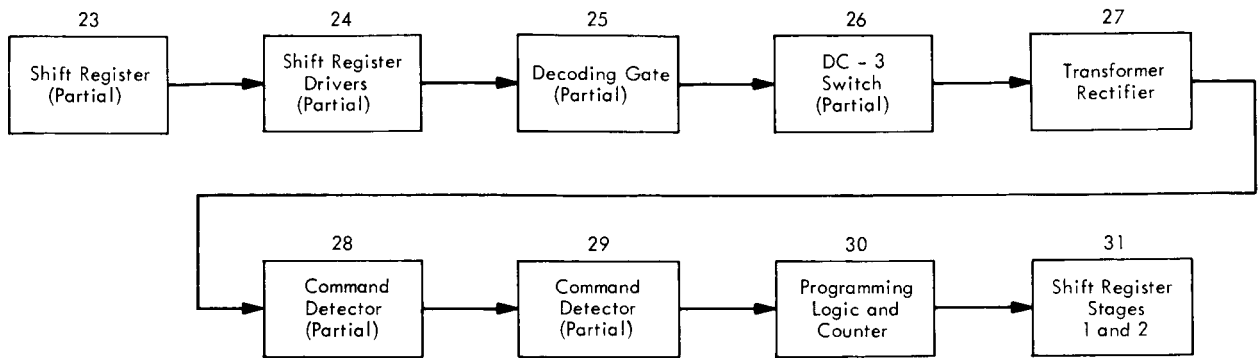 23 24 25 26 27
Shift Register
(Partial)
Shift Register
Drivers
(Partial)
Decoding Gate
(Partial)
DC - 3
Switch
(Partial)
Transformer
Rectifier
28 29 30 31
Command
Detector
(Partial)
Command
Detector
(Partial)
Programming
Logic and
Counter
Shift Register
Stages
1 and 2